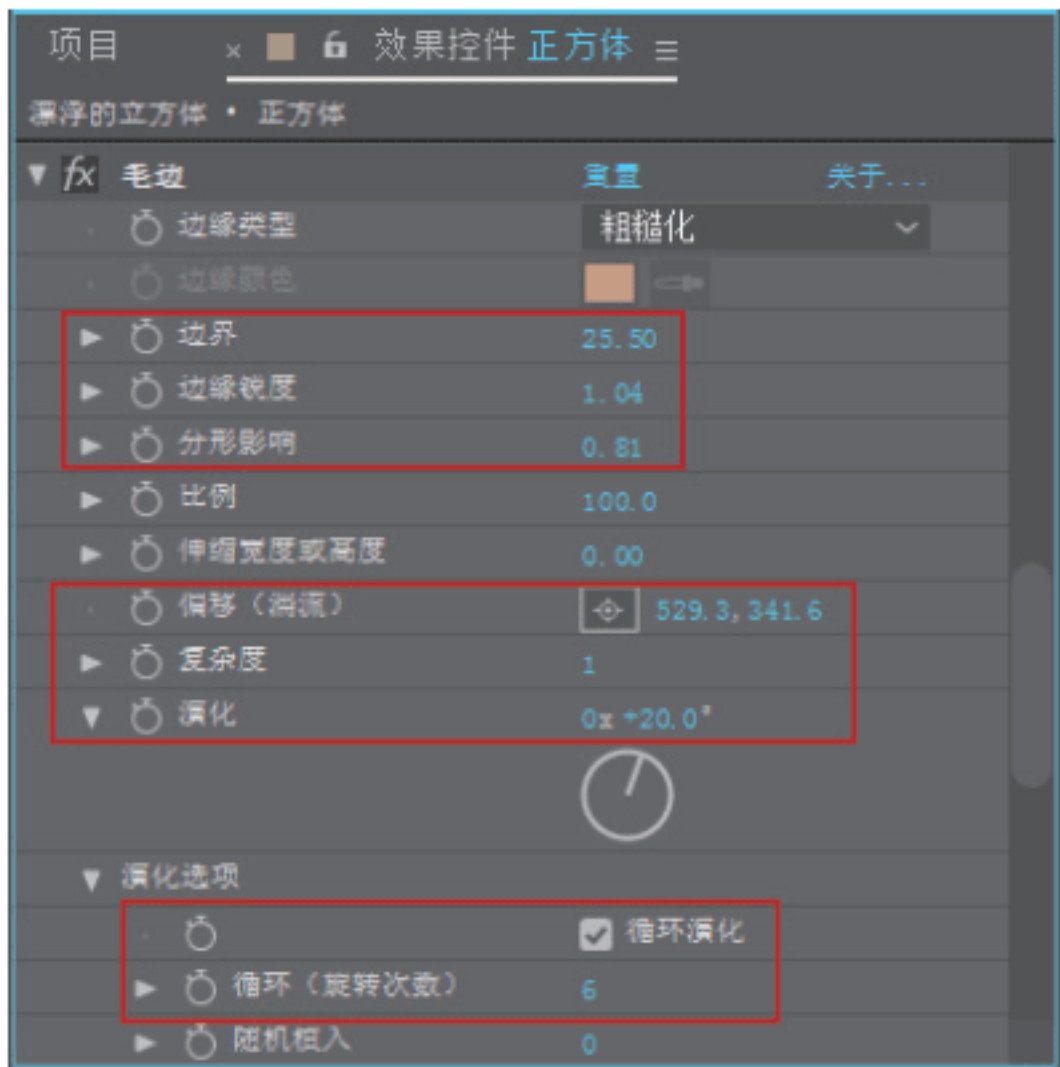 项目 × 效果控件 正方体 ≡
漂浮的立方体 • 正方体
fx 毛边 重置 关于...
边缘类型 粗糙化
边缘颜色
边界 25.50
边缘锐度 1.04
分形影响 0.81
比例 100.0
伸缩宽度或高度 0.00
偏移（湍流） 529.3,341.6
复杂度 1
演化 0x+20.0°
演化选项
循环演化
循环（旋转次数） 6
随机植入 0